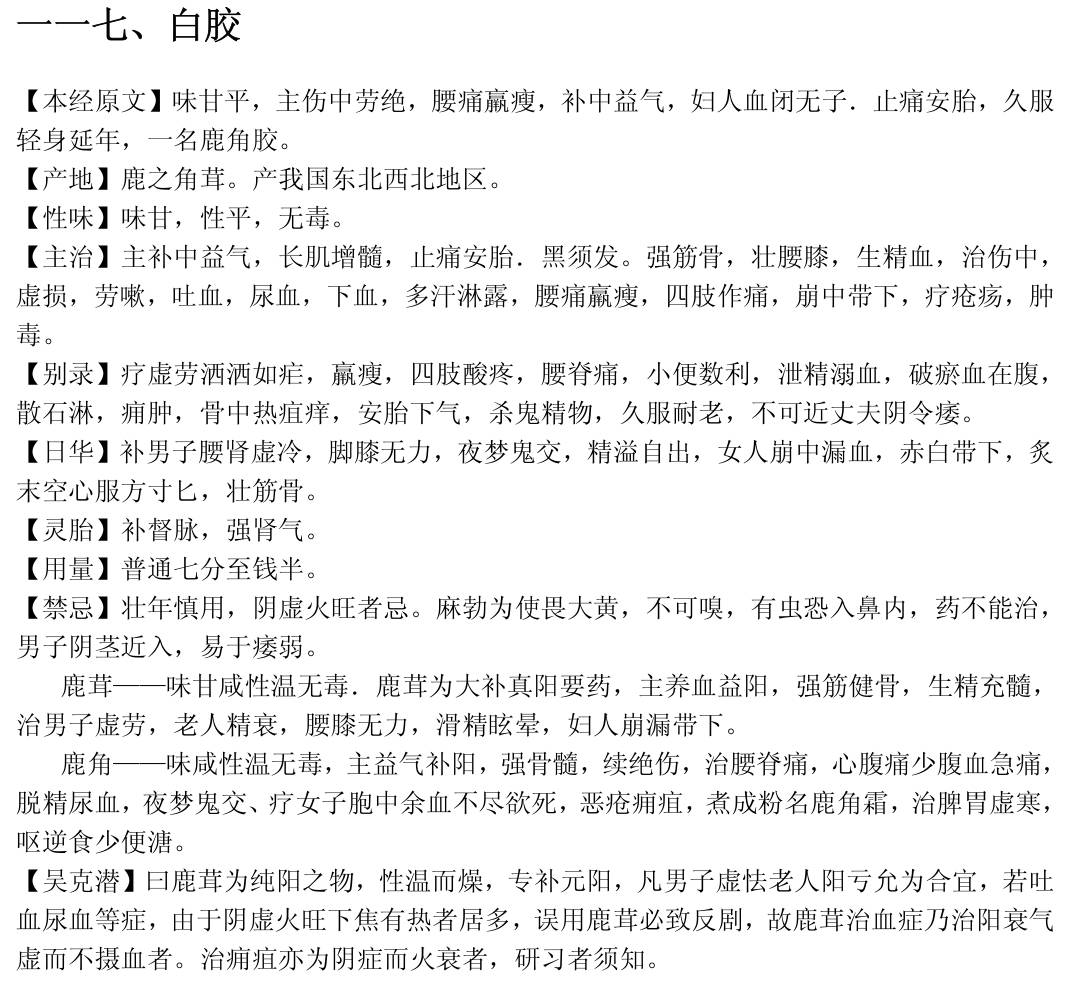 一一七、白胶
【本经原文】味甘平，主伤中劳绝，腰痛羸瘦，补中益气，妇人血闭无子．止痛安胎，久服
轻身延年，一名鹿角胶。
【产地】鹿之角茸。产我国东北西北地区。
【性味】味甘，性平，无毒。
【主治】主补中益气，长肌增髓，止痛安胎．黑须发。强筋骨，壮腰膝，生精血，治伤中，
虚损，劳嗽，吐血，尿血，下血，多汗淋露，腰痛羸瘦，四肢作痛，崩中带下，疗疮疡，肿
毒。
【别录】疗虚劳洒洒如疟，羸瘦，四肢酸疼，腰脊痛，小便数利，泄精溺血，破瘀血在腹，
散石淋，痈肿，骨中热疽痒，安胎下气，杀鬼精物，久服耐老，不可近丈夫阴令痿。
【日华】补男子腰肾虚冷，脚膝无力，夜梦鬼交，精溢自出，女人崩中漏血，赤白带下，炙
末空心服方寸匕，壮筋骨。
【灵胎】补督脉，强肾气。
【用量】普通七分至钱半。
【禁忌】壮年慎用，阴虚火旺者忌。麻勃为使畏大黄，不可嗅，有虫恐入鼻内，药不能治，
男子阴茎近入，易于痿弱。
鹿茸——味甘咸性温无毒．鹿茸为大补真阳要药，主养血益阳，强筋健骨，生精充髓，
治男子虚劳，老人精衰，腰膝无力，滑精眩晕，妇人崩漏带下。
鹿角——味咸性温无毒，主益气补阳，强骨髓，续绝伤，治腰脊痛，心腹痛少腹血急痛，
脱精尿血，夜梦鬼交、疗女子胞中余血不尽欲死，恶疮痈疽，煮成粉名鹿角霜，治脾胃虚寒，
呕逆食少便溏。
【吴克潜】曰鹿茸为纯阳之物，性温而燥，专补元阳，凡男子虚怯老人阳亏允为合宜，若吐
血尿血等症，由于阴虚火旺下焦有热者居多，误用鹿茸必致反剧，故鹿茸治血症乃治阳衰气
虚而不摄血者。治痈疽亦为阴症而火衰者，研习者须知。